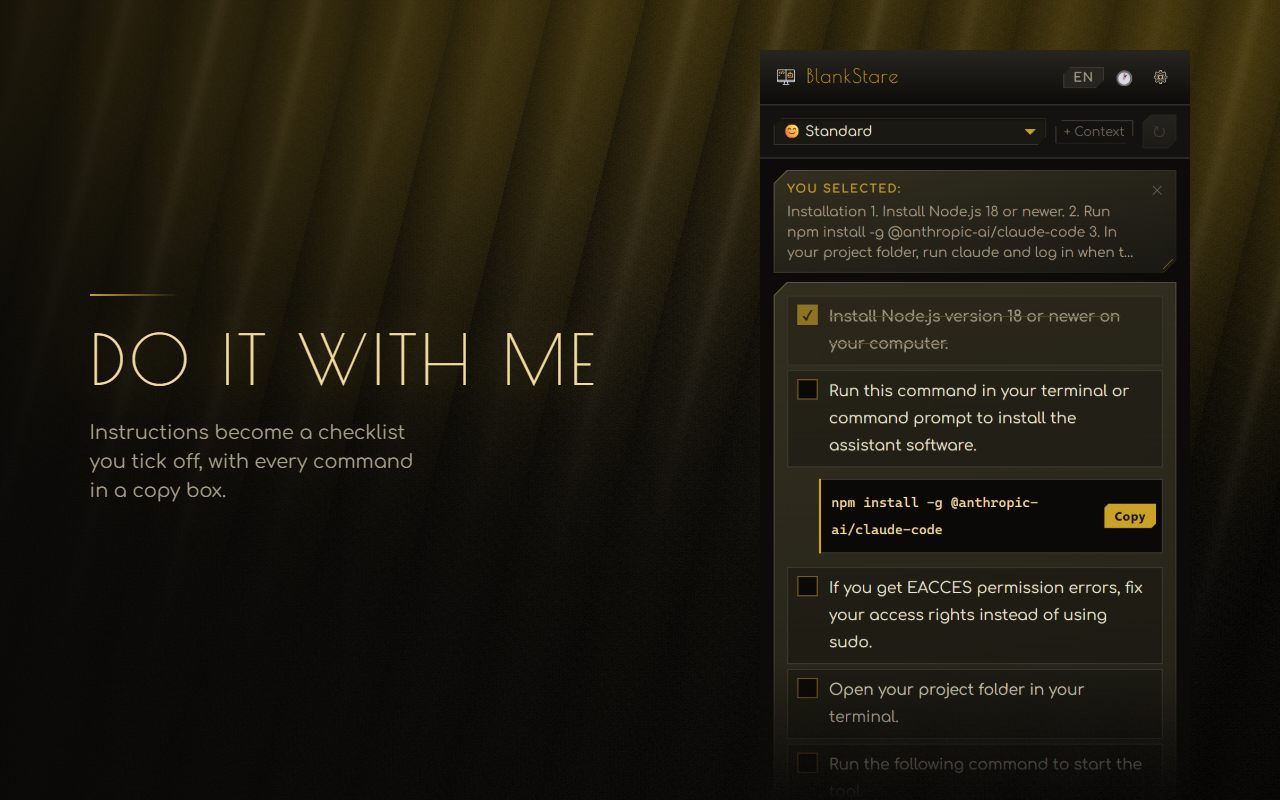 DO IT WITH ME
Instructions become a checklist
you tick off, with every command
in a copy box.
BlankStare
EN
Standard
+ Context
YOU SELECTED:
Installation 1. Install Node.js 18 or newer. 2. Run
npm install -g @anthropic-ai/claude-code 3. In
your project folder, run claude and log in when t...
Install Node.js version 18 or newer on
your computer.
Run this command in your terminal or
command prompt to install the
assistant software.
npm install -g @anthropic-
ai/claude-code
Copy
If you get EACCES permission errors, fix
your access rights instead of using
sudo.
Open your project folder in your
terminal.
Run the following command to start the
tool.